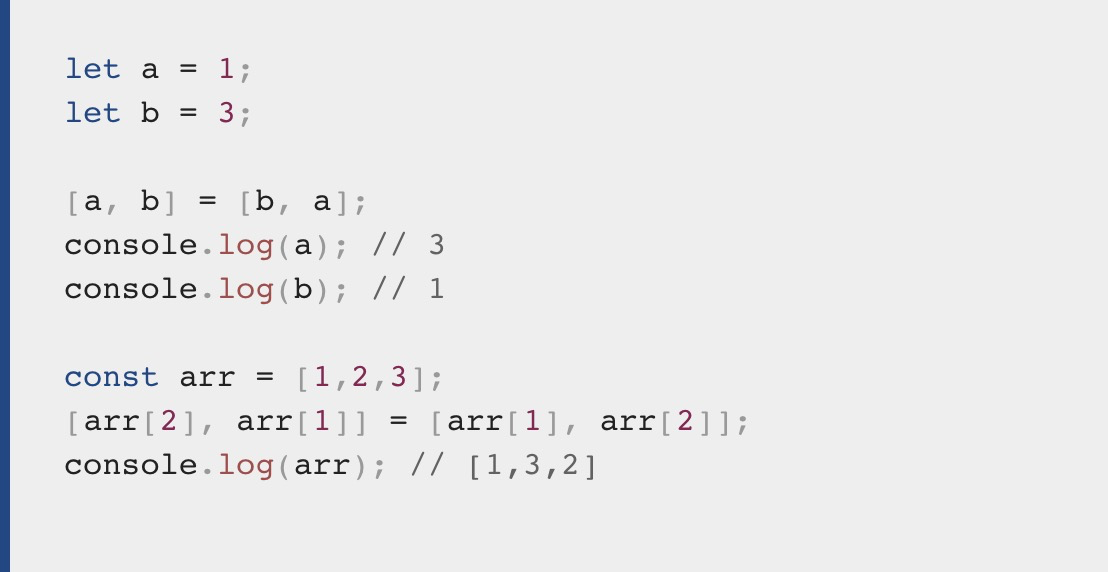 let a = 1;
let b = 3;
[a, b] = [b, a];
console.log(a); // 3
console.log(b); // 1
const arr = [1,2,3];
[arr[2], arr[1]] = [arr[1], arr[2]];
console.log(arr); // [1,3,2]